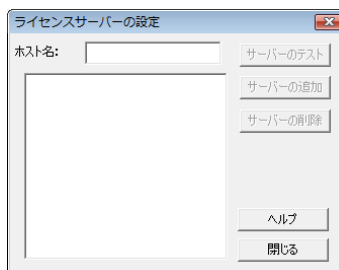 ライセンスサーバーの設定
ホスト名:
サーバーのテスト
サーバーの追加
サーバーの削除
ヘルプ
閉じる